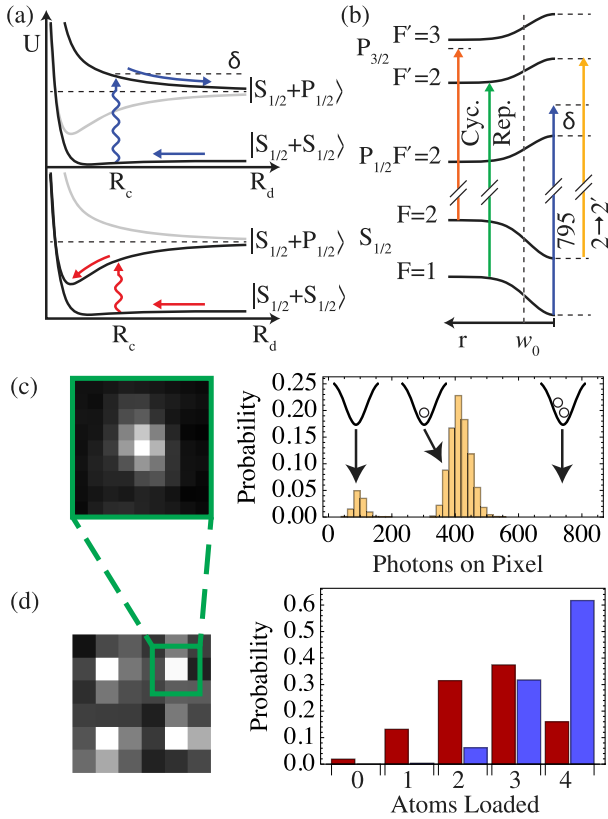 (a)
U
δ
|S1/2+P1/2⟩
|S1/2+S1/2⟩
Rc
Rd
|S1/2+P1/2⟩
|S1/2+S1/2⟩
Rc
Rd
(b)
F′=3
P3/2
F′=2
Cyc.
Rep.
P1/2 F′=2
δ
F=2
S1/2
F=1
795
2→2′
r
w0
(c)
Probability
0.25
0.20
0.15
0.10
0.05
0.00
0 200 400 600 800
Photons on Pixel
(d)
Probability
0.6
0.5
0.4
0.3
0.2
0.1
0.0
0 1 2 3 4
Atoms Loaded